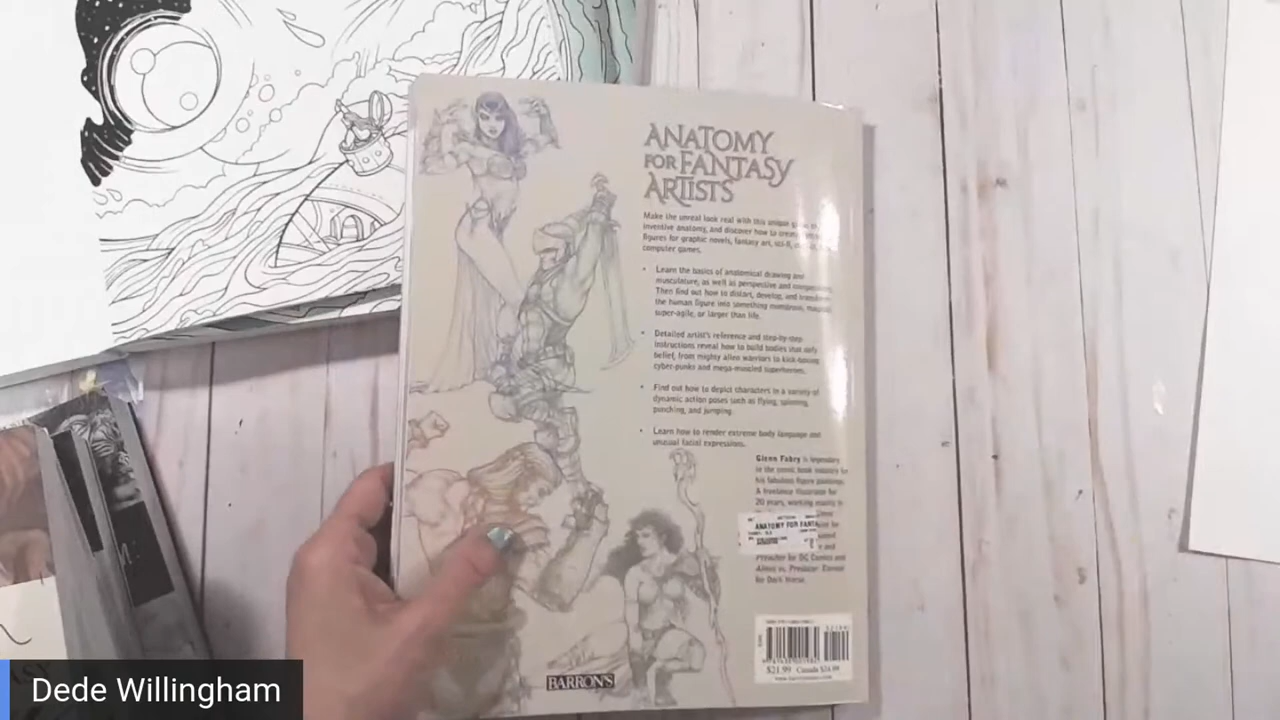 ANATOMY
FOR FANTASY
ARTISTS
Make the unreal look real with this unique
inventive anatomy, and discover how to create
figures for graphic novels, fantasy art, sci-fi,
computer games.
• Learn the basics of anatomical drawing and
musculature, as well as perspective and
Then find out how to distort, develop, and
the human figure into something monstrous,
super-agile, or larger than life.
• Detailed artist's reference and step-by-step
instructions reveal how to build bodies that defy
belief, from mighty alien warriors to kick-boxing
cyber-punks and mega-muscled superheroes.
• Find out how to depict characters in a variety of
dynamic action poses such as flying, spinning,
punching, and jumping.
• Learn how to render extreme body language and
unusual facial expressions.
Glenn Fabry is legendary
in the comic book industry for
his fabulous figure paintings.
A freelance illustrator for
20 years, working mainly in
ANATOMY FOR FANTA
and
Preacher for DC Comics and
Aliens vs. Predator: Eternal
for Dark Horse.
BARRON'S
$21.99 Canada
Dede Willingham